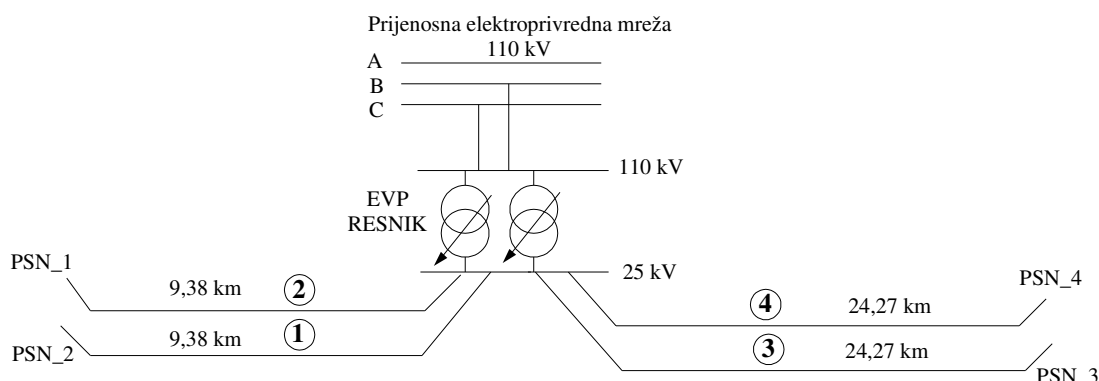 Prijenosna elektroprivredna mreža
110 kV
A
B
C
110 kV
EVP
RESNIK
25 kV
PSN_1
9,38 km
2
PSN_2
9,38 km
1
PSN_4
4
24,27 km
3
24,27 km
PSN_3